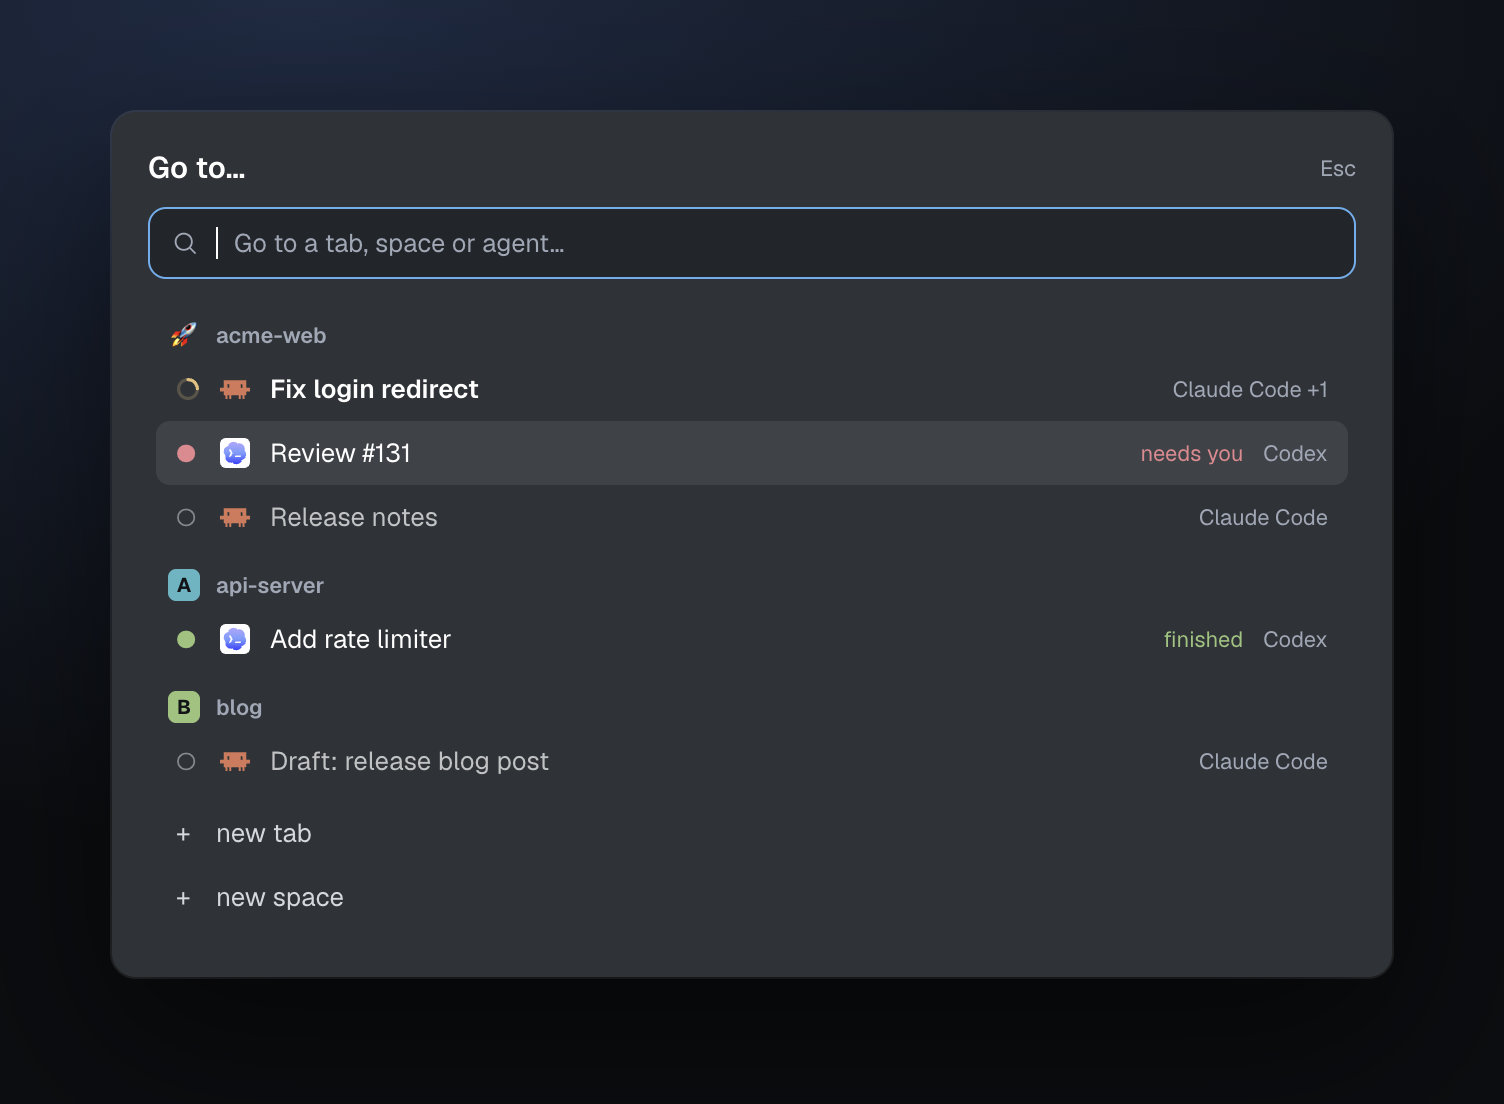 Go to…
Esc
Go to a tab, space or agent…
acme-web
Fix login redirect
Claude Code +1
Review #131
needs you
Codex
Release notes
Claude Code
A
api-server
Add rate limiter
finished
Codex
B
blog
Draft: release blog post
Claude Code
+ new tab
+ new space